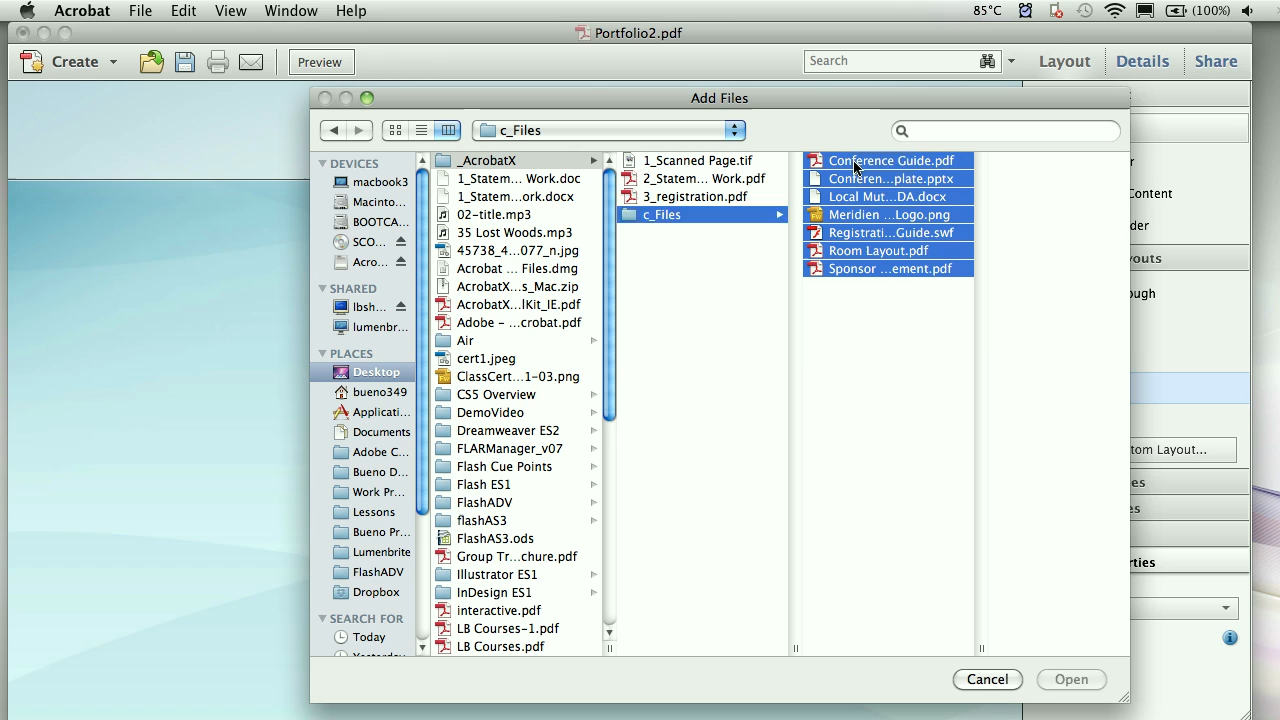 Acrobat File Edit View Window Help 85°C (100%)
Portfolio2.pdf
Create Preview Search Layout Details Share
Add Files
c_Files
DEVICES
macbook3
Macinto...
BOOTCA...
SCO...
Acro...
SHARED
lbsh...
lumenbr...
PLACES
Desktop
bueno349
Applicati...
Documents
Adobe C...
Bueno D...
Work Pr...
Lessons
Bueno Pr...
Lumenbrite
FlashADV
Dropbox
SEARCH FOR
Today
Yesterday
_AcrobatX
1_Statem... Work.doc
1_Statem...ork.docx
02-title.mp3
35 Lost Woods.mp3
45738_4...077_n.jpg
Acrobat ... Files.dmg
AcrobatX...s_Mac.zip
AcrobatX...lKit_IE.pdf
Adobe - ...crobat.pdf
Air
cert1.jpeg
ClassCert...1-03.png
CS5 Overview
DemoVideo
Dreamweaver ES2
FLARManager_v07
Flash Cue Points
Flash ES1
FlashADV
flashAS3
FlashAS3.ods
Group Tr...chure.pdf
Illustrator ES1
InDesign ES1
interactive.pdf
LB Courses-1.pdf
LB Courses.pdf
1_Scanned Page.tif
2_Statem... Work.pdf
3_registration.pdf
c_Files
Conference Guide.pdf
Conferen...plate.pptx
Local Mut...DA.docx
Meridien ...Logo.png
Registrati...Guide.swf
Room Layout.pdf
Sponsor ...ement.pdf
Cancel Open
r
ontent
der
youts
ough
tom Layout...
es
es
rties